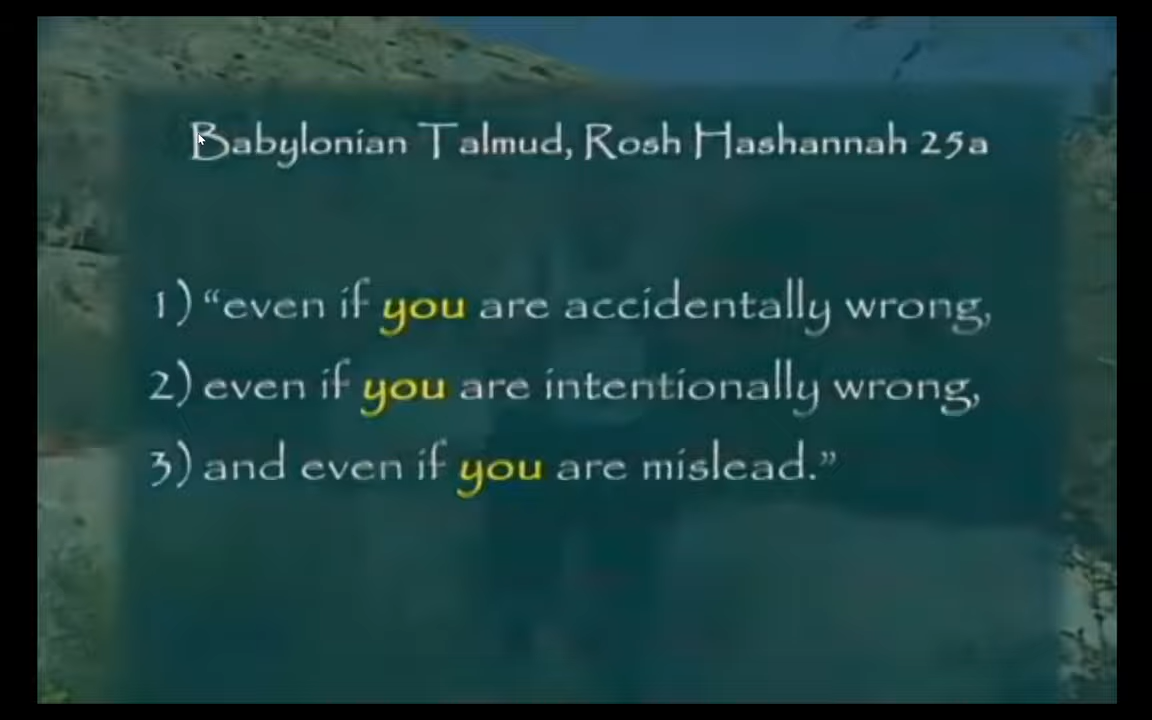 Babylonian Talmud, Rosh Hashannah 25a
1) “even if you are accidentally wrong,
2) even if you are intentionally wrong,
3) and even if you are mislead.”